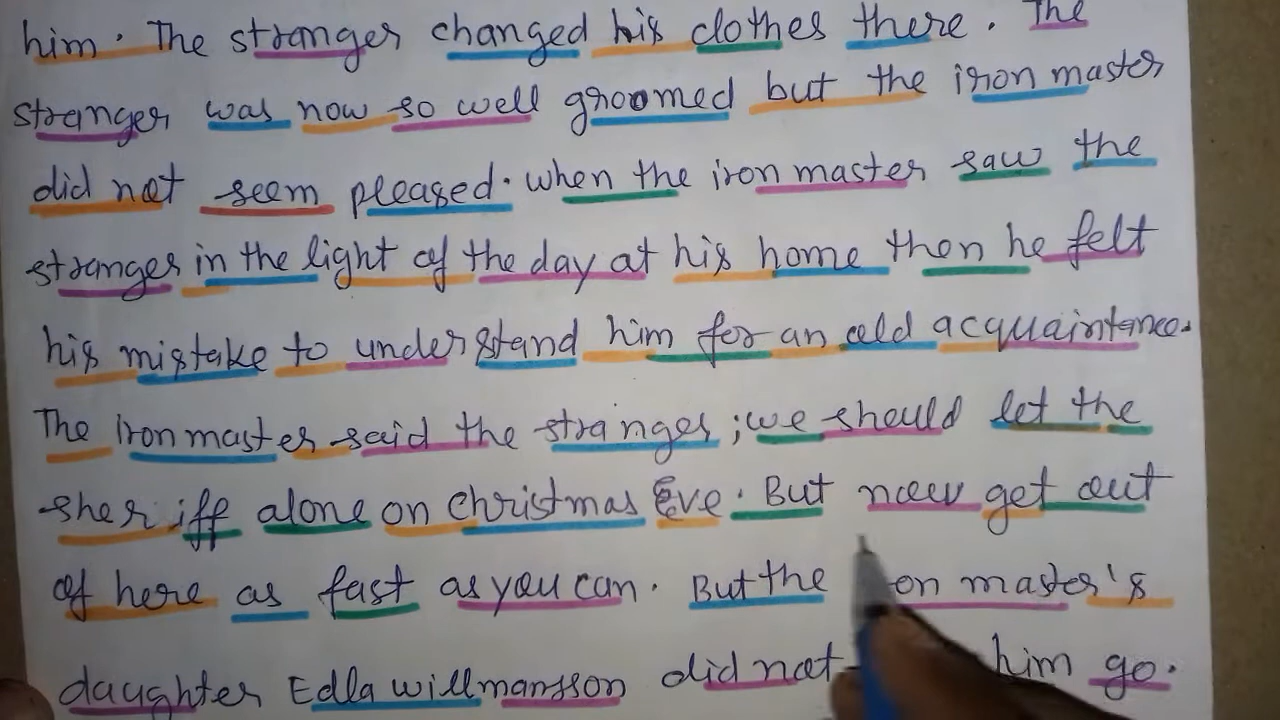 him. The stranger changed his clothes there. The
stranger was now so well groomed but the iron master
did not seem pleased. when the iron master saw the
stranger in the light of the day at his home then he felt
his mistake to understand him for an old acquaintance.
The iron master said the stranger; we should let the
sheriff alone on Christmas Eve. But now get out
of here as fast as you can. But the on master's
daughter Edla willmansson did not him go.